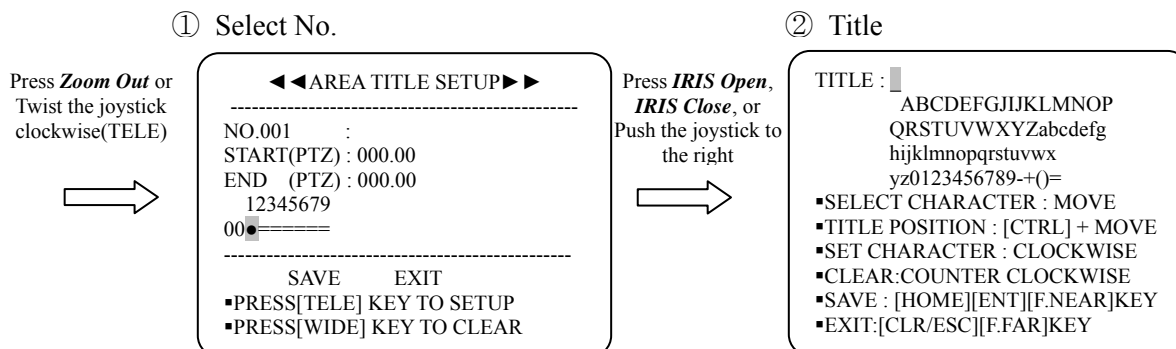 ① Select No.
Press Zoom Out or
Twist the joystick
clockwise(TELE)
◄◄AREA TITLE SETUP►►
------------------------------------------------
NO.001 :
START(PTZ) : 000.00
END (PTZ) : 000.00
12345679
00●======
------------------------------------------------
SAVE EXIT
▪PRESS[TELE] KEY TO SETUP
▪PRESS[WIDE] KEY TO CLEAR
Press IRIS Open,
IRIS Close, or
Push the joystick to
the right
② Title
TITLE : _
ABCDEFGJIJKLMNOP
QRSTUVWXYZabcdefg
hijklmnopqrstuvwx
yz0123456789-+()=
▪SELECT CHARACTER : MOVE
▪TITLE POSITION : [CTRL] + MOVE
▪SET CHARACTER : CLOCKWISE
▪CLEAR:COUNTER CLOCKWISE
▪SAVE : [HOME][ENT][F.NEAR]KEY
▪EXIT:[CLR/ESC][F.FAR]KEY